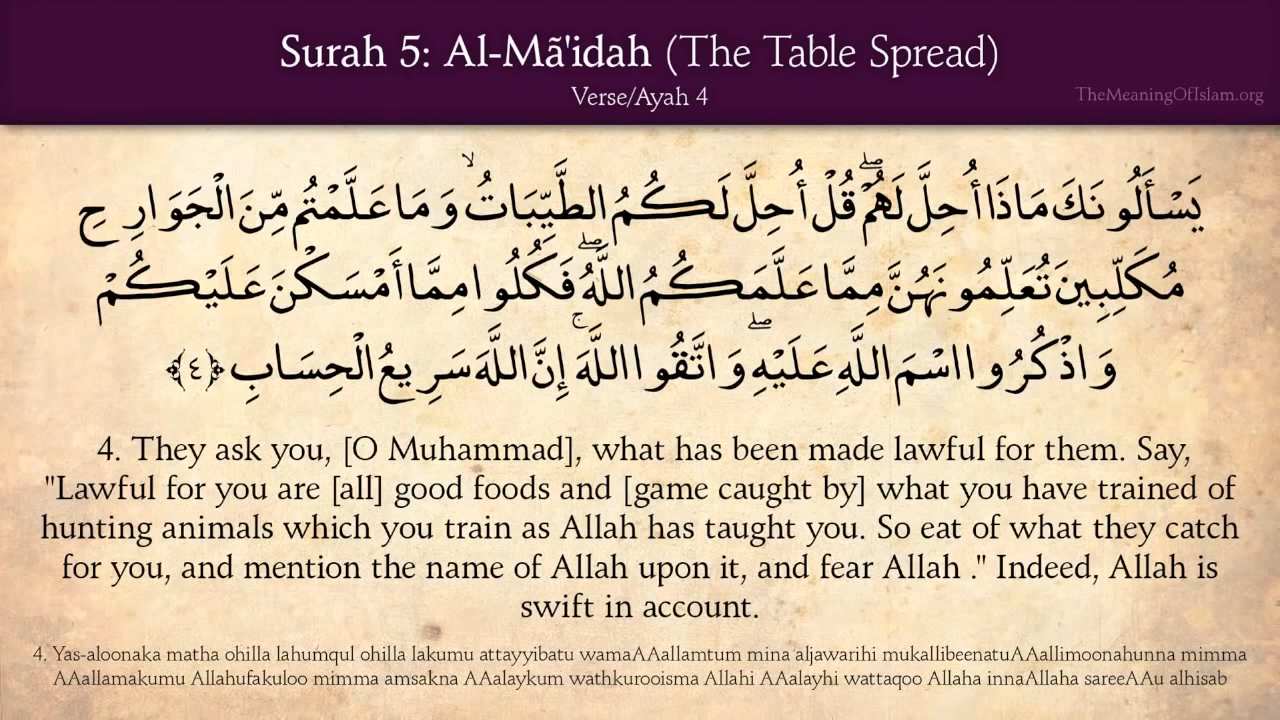 Surah 5: Al-Mã'idah (The Table Spread)
Verse/Ayah 4
TheMeaningOfIslam.org
يَسْأَلُونَكَ مَاذَا أُحِلَّ لَهُمْ ۖ قُلْ أُحِلَّ لَكُمُ الطَّيِّبَاتُ ۙ وَمَا عَلَّمْتُم مِّنَ الْجَوَارِحِ
مُكَلِّبِينَ تُعَلِّمُونَهُنَّ مِمَّا عَلَّمَكُمُ اللَّهُ ۖ فَكُلُوا مِمَّا أَمْسَكْنَ عَلَيْكُمْ
وَاذْكُرُوا اسْمَ اللَّهِ عَلَيْهِ ۖ وَاتَّقُوا اللَّهَ ۚ إِنَّ اللَّهَ سَرِيعُ الْحِسَابِ ﴿٤﴾
4. They ask you, [O Muhammad], what has been made lawful for them. Say,
"Lawful for you are [all] good foods and [game caught by] what you have trained of
hunting animals which you train as Allah has taught you. So eat of what they catch
for you, and mention the name of Allah upon it, and fear Allah ." Indeed, Allah is
swift in account.
4. Yas-aloonaka matha ohilla lahumqul ohilla lakumu attayyibatu wamaAAallamtum mina aljawarihi mukallibeenatuAAallimoonahunna mimma
AAallamakumu Allahufakuloo mimma amsakna AAalaykum wathkurooisma Allahi AAalayhi wattaqoo Allaha innaAllaha sareeAAu alhisab